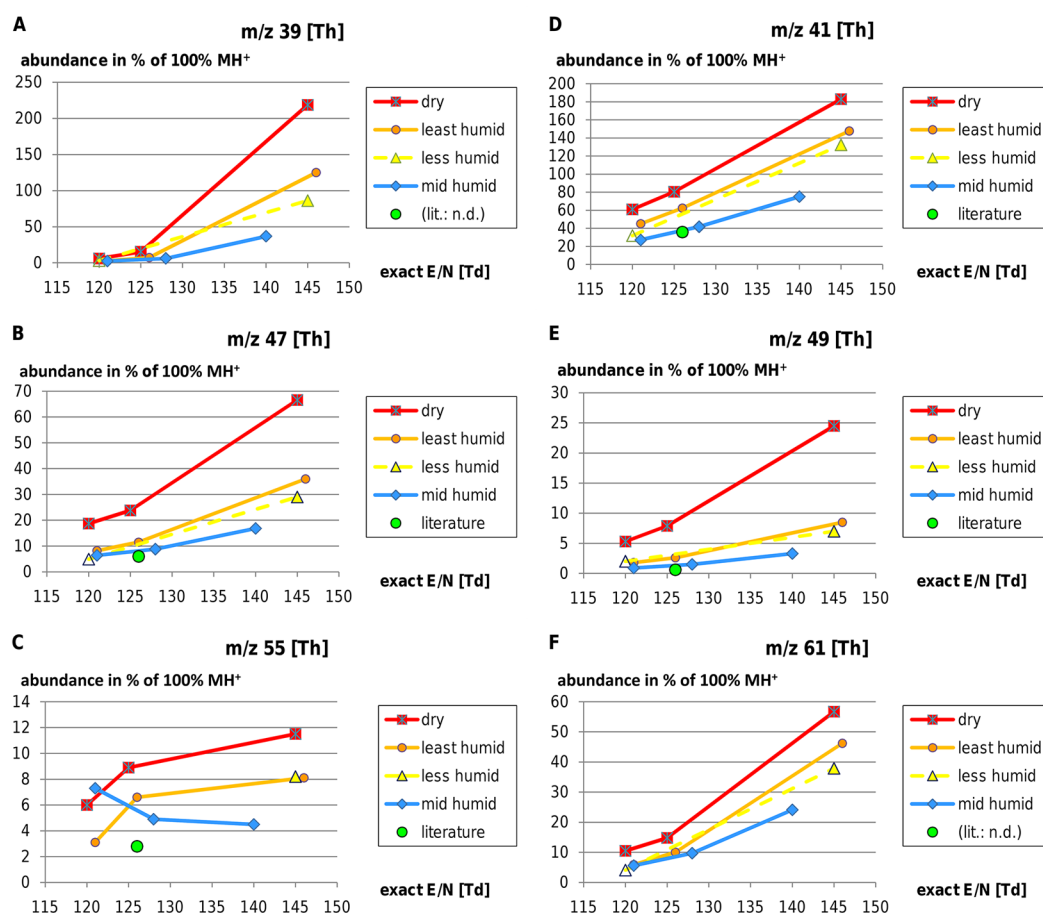 A
m/z 39 [Th]
abundance in % of 100% MH⁺
250
200
150
100
50
0
115 120 125 130 135 140 145 150
exact E/N [Td]
dry
least humid
less humid
mid humid
(lit.: n.d.)
D
m/z 41 [Th]
abundance in % of 100% MH⁺
200
180
160
140
120
100
80
60
40
20
0
115 120 125 130 135 140 145 150
exact E/N [Td]
dry
least humid
less humid
mid humid
literature
B
m/z 47 [Th]
abundance in % of 100% MH⁺
70
60
50
40
30
20
10
0
115 120 125 130 135 140 145 150
exact E/N [Td]
dry
least humid
less humid
mid humid
literature
E
m/z 49 [Th]
abundance in % of 100% MH⁺
30
25
20
15
10
5
0
115 120 125 130 135 140 145 150
exact E/N [Td]
dry
least humid
less humid
mid humid
literature
C
m/z 55 [Th]
abundance in % of 100% MH⁺
14
12
10
8
6
4
2
0
115 120 125 130 135 140 145 150
exact E/N [Td]
dry
least humid
less humid
mid humid
literature
F
m/z 61 [Th]
abundance in % of 100% MH⁺
60
50
40
30
20
10
0
115 120 125 130 135 140 145 150
exact E/N [Td]
dry
least humid
less humid
mid humid
(lit.: n.d.)